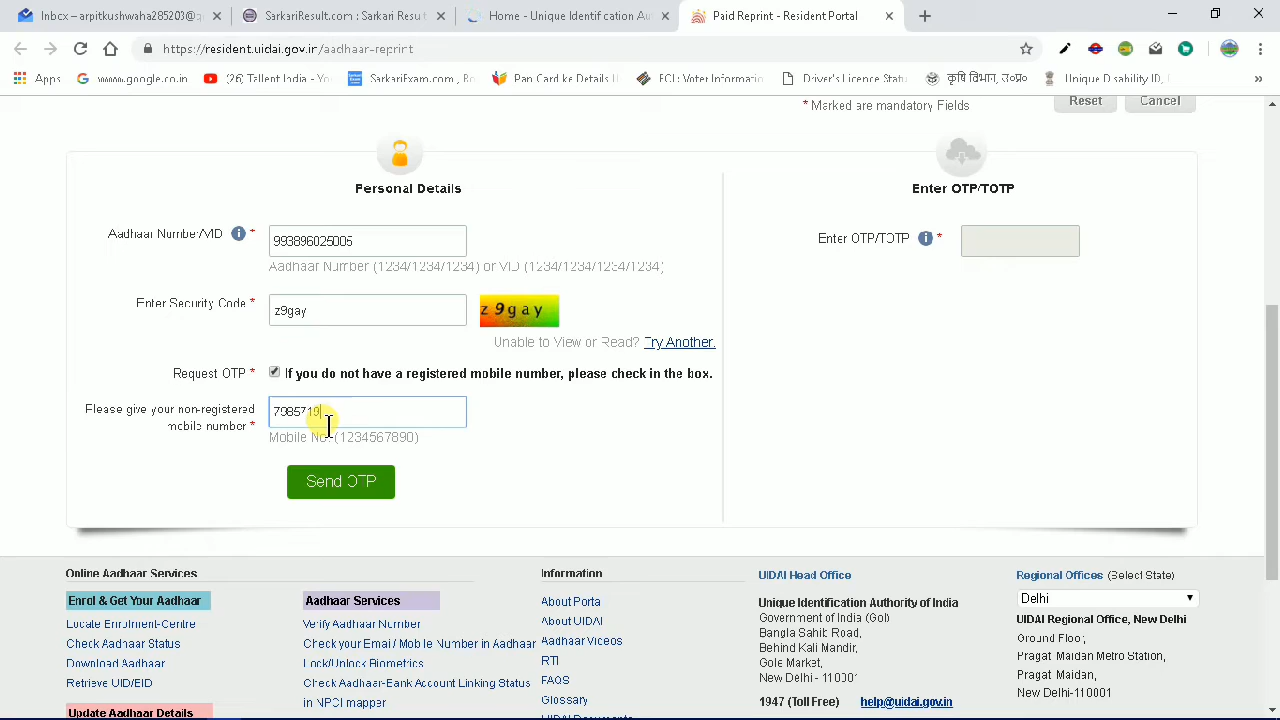 Inbox – arpitkushwaha285203@g
SarkariResult.com : Sarkari Result
Home - Unique Identification Au
Paid Reprint - Resident Portal
https://resident.uidai.gov.in/aadhaar-reprint
Apps
www.google.co.in
(26) Talent India - You
SarkariExam.com
Pan Card ke Details
ECI: Voter Informatio
Driver's Licence Statu
कृषि विभाग, उ०प्र०
Unique Disability ID,
»
* Marked are mandatory Fields
Reset
Cancel
Personal Details
Enter OTP/TOTP
Aadhaar Number/VID i *
993896025005
Aadhaar Number (1234/1234/1234) or VID (1234/1234/1234/1234)
Enter OTP/TOTP i *
Enter Security Code *
z9gay
z9gay
Unable to View or Read? Try Another.
Request OTP *
If you do not have a registered mobile number, please check in the box.
Please give your non-registered
mobile number *
7985719
Mobile No. (1234567890)
Send OTP
Online Aadhaar Services
Enrol & Get Your Aadhaar
Locate Enrolment-Centre
Check Aadhaar Status
Download Aadhaar
Retrieve UID/EID
Update Aadhaar Details
Aadhaar Services
Verify Aadhaar Number
Check your Email / Mobile Number in Aadhaar
Lock/Unlock Biometrics
Check Aadhaar-Bank Account Linking Status
in NPCI mapper
Information
About Portal
About UIDAI
Aadhaar Videos
RTI
FAQS
Glossary
UIDAI Documents
UIDAI Head Office
Unique Identification Authority of India
Government of India (GoI)
Bangla Sahib Road,
Behind Kali Mandir,
Gole Market,
New Delhi - 110001
1947 (Toll Free) help@uidai.gov.in
Regional Offices (Select State)
Delhi
UIDAI Regional Office, New Delhi
Ground Floor,
Pragati Maidan Metro Station,
Pragati Maidan,
New Delhi-110001